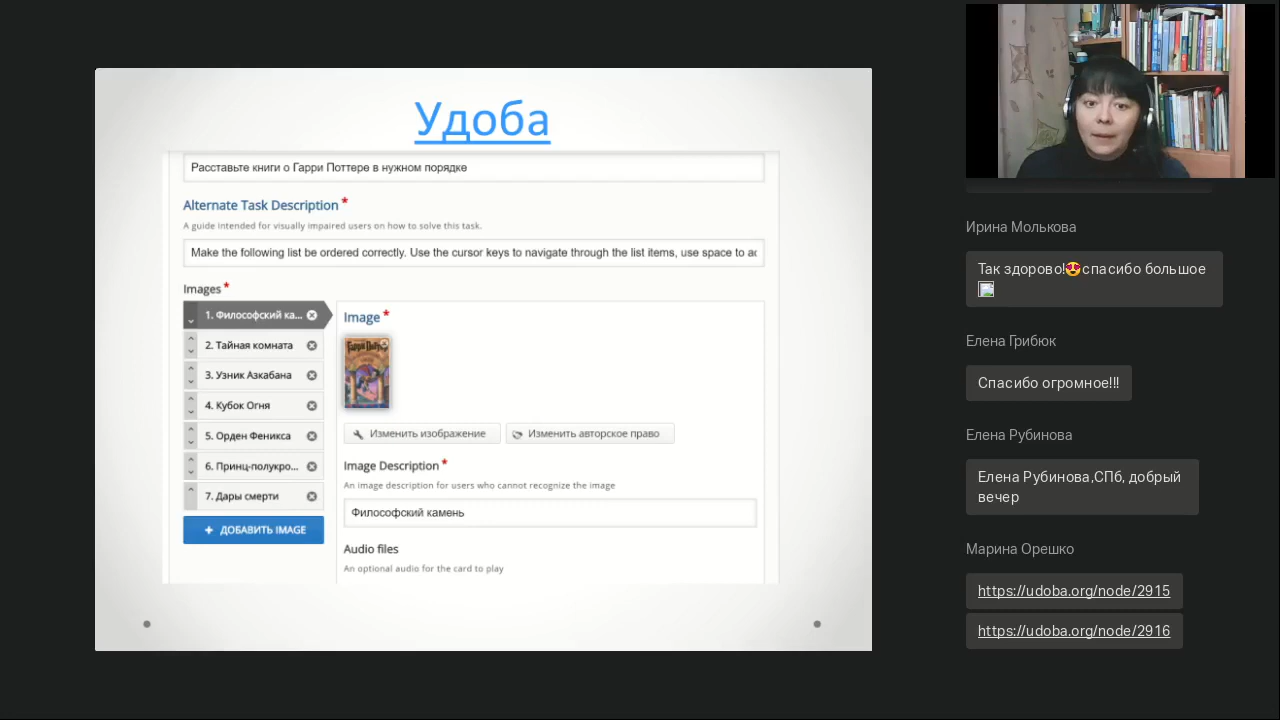 Удоба
Расставьте книги о Гарри Поттере в нужном порядке
Alternate Task Description *
A guide intended for visually impaired users on how to solve this task.
Make the following list be ordered correctly. Use the cursor keys to navigate through the list items, use space to ac
Images *
1. Философский ка...
2. Тайная комната
3. Узник Азкабана
4. Кубок Огня
5. Орден Феникса
6. Принц-полукро...
7. Дары смерти
+ ДОБАВИТЬ IMAGE
Image *
Гарри Поттер
Изменить изображение
Изменить авторское право
Image Description *
An image description for users who cannot recognize the image
Философский камень
Audio files
An optional audio for the card to play
Ирина Молькова
Так здорово!😍спасибо большое
Елена Грибюк
Спасибо огромное!!!
Елена Рубинова
Елена Рубинова,СПб, добрый
вечер
Марина Орешко
https://udoba.org/node/2915
https://udoba.org/node/2916